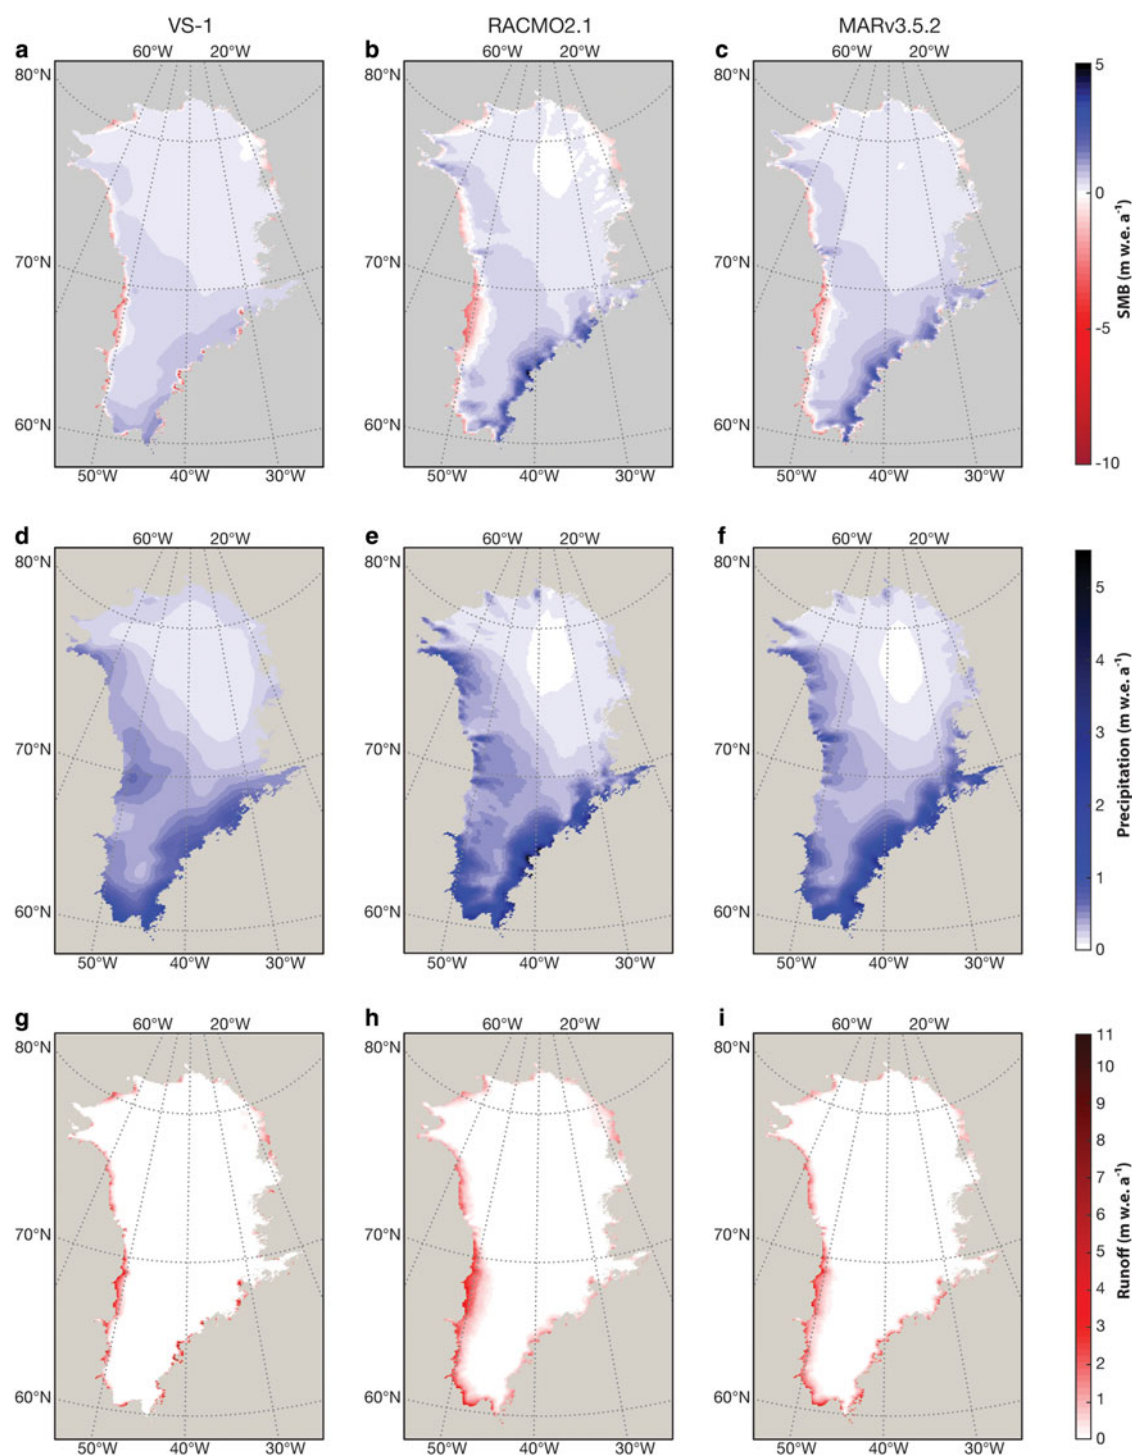 VS-1 RACMO2.1 MARv3.5.2
a 60°W 20°W b 60°W 20°W c 60°W 20°W
80°N 80°N 80°N
70°N 70°N 70°N
60°N 60°N 60°N
50°W 40°W 30°W 50°W 40°W 30°W 50°W 40°W 30°W
5
0
-5
-10
SMB (m w.e. a⁻¹)
d 60°W 20°W e 60°W 20°W f 60°W 20°W
80°N 80°N 80°N
70°N 70°N 70°N
60°N 60°N 60°N
50°W 40°W 30°W 50°W 40°W 30°W 50°W 40°W 30°W
5
4
3
2
1
0
Precipitation (m w.e. a⁻¹)
g 60°W 20°W h 60°W 20°W i 60°W 20°W
80°N 80°N 80°N
70°N 70°N 70°N
60°N 60°N 60°N
50°W 40°W 30°W 50°W 40°W 30°W 50°W 40°W 30°W
11
10
9
8
7
6
5
4
3
2
1
0
Runoff (m w.e. a⁻¹)